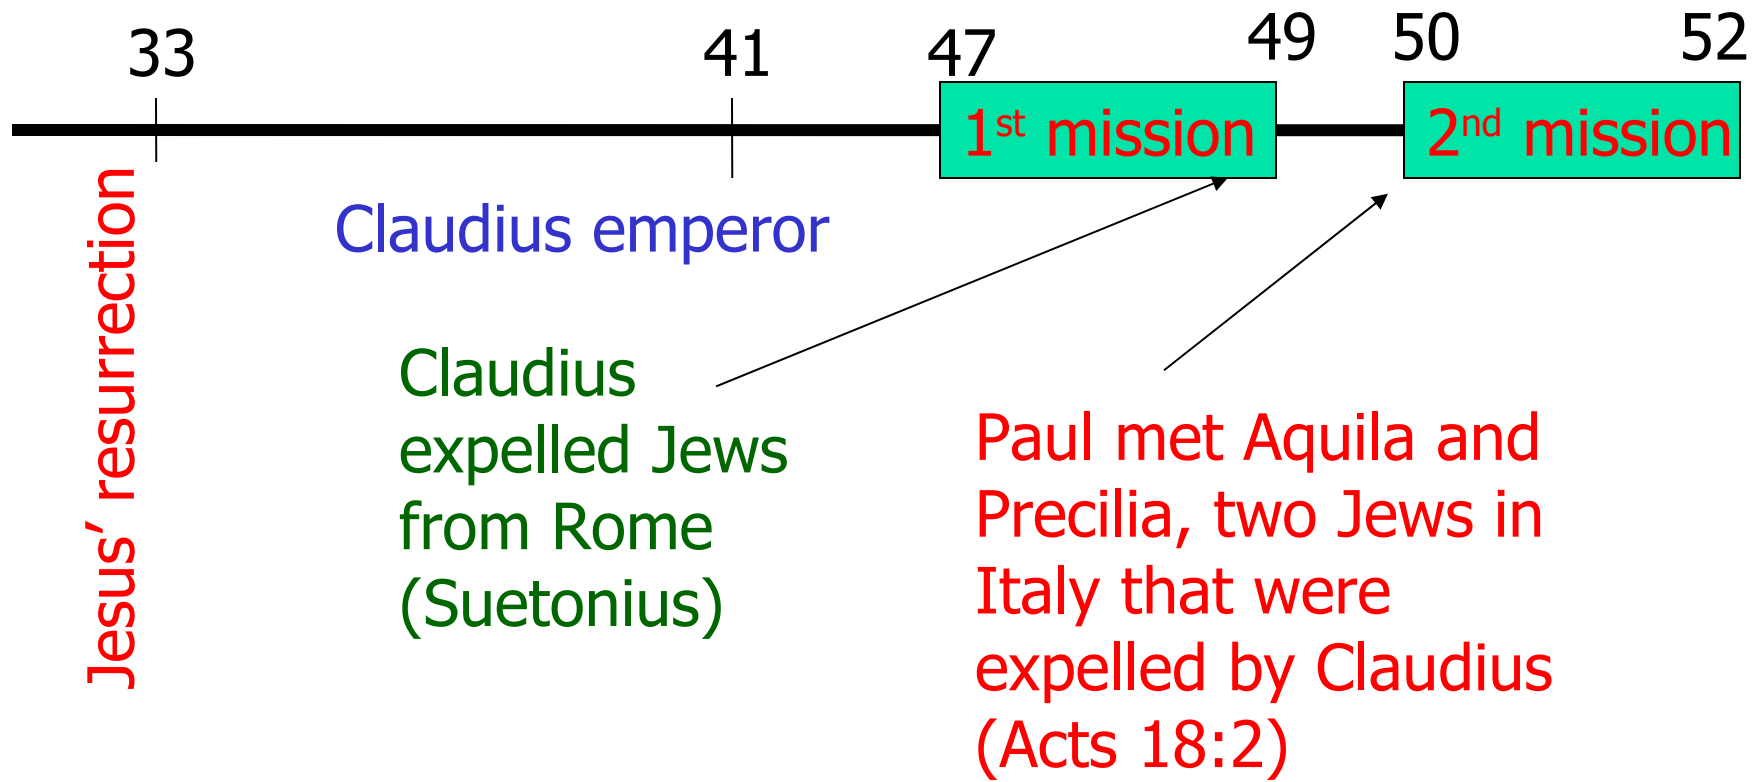 33
41
47
49
50
52
1st mission
2nd mission
Jesus’ resurrection
Claudius emperor
Claudius
expelled Jews
from Rome
(Suetonius)
Paul met Aquila and
Precilia, two Jews in
Italy that were
expelled by Claudius
(Acts 18:2)